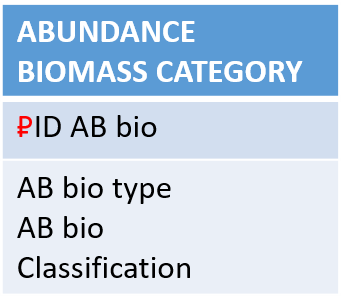 ABUNDANCE
BIOMASS CATEGORY
₽ID AB bio
AB bio type
AB bio
Classification